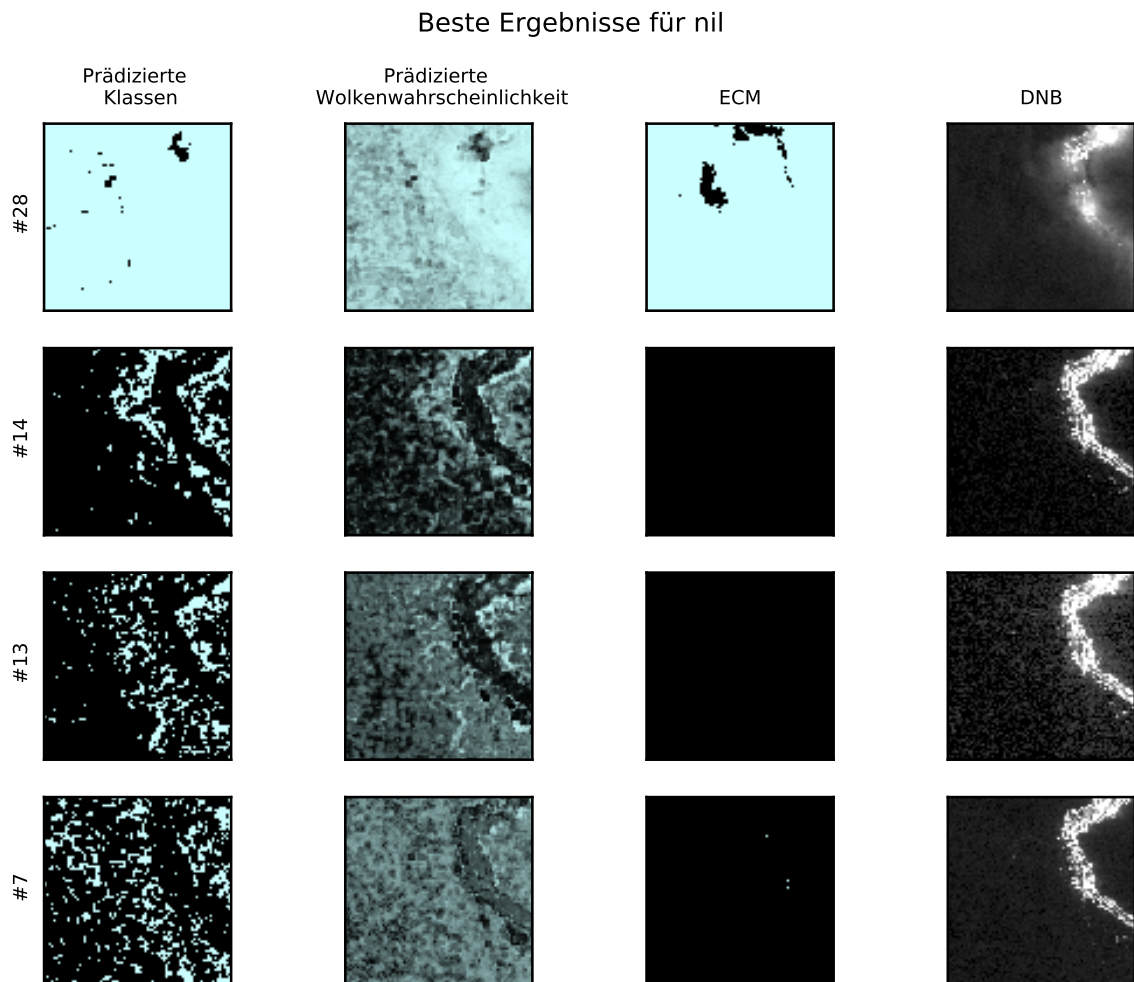 Beste Ergebnisse für nil
Prädizierte
Klassen
Prädizierte
Wolkenwahrscheinlichkeit
ECM
DNB
#28
#14
#13
#7